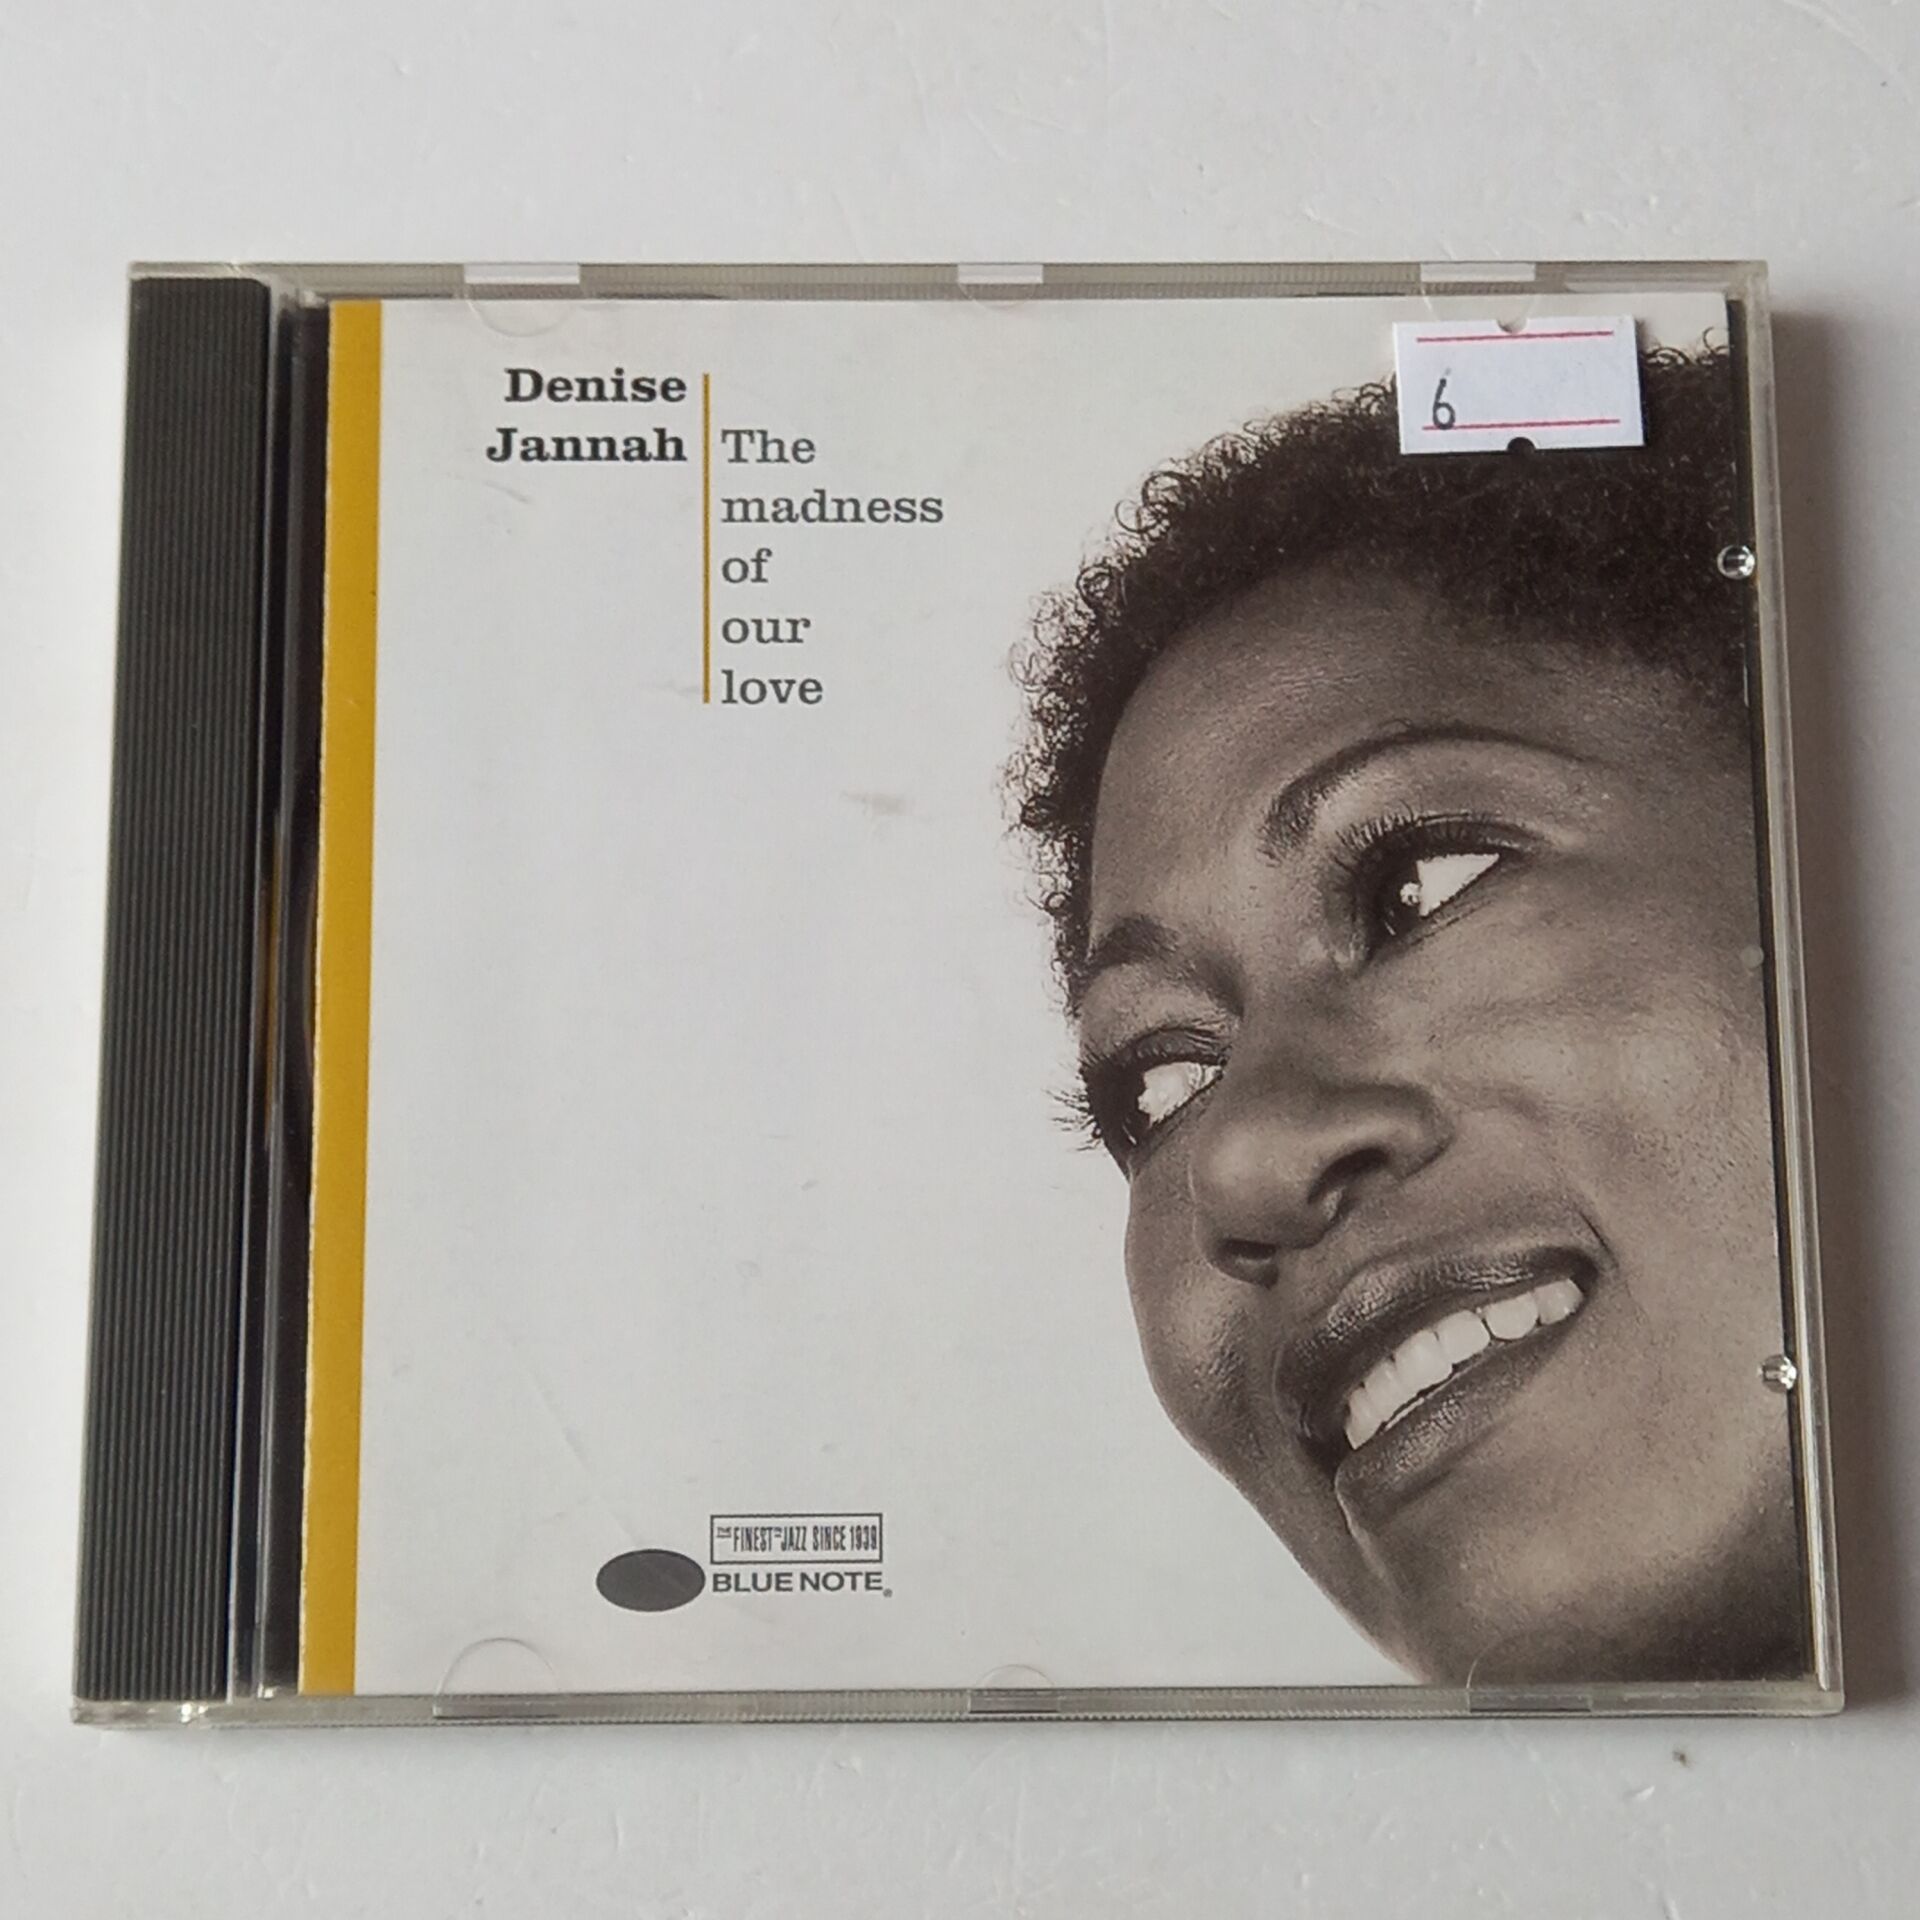 Denise
Jannah
The
madness
of
our
love
6
THE FINEST IN JAZZ SINCE 1939
BLUE NOTE®